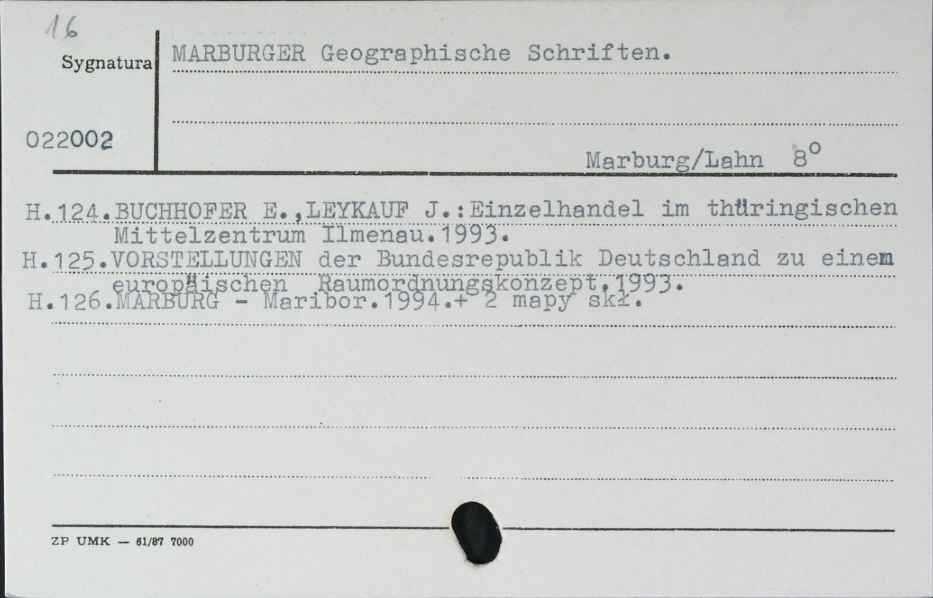 16
Sygnatura
MARBURGER Geographische Schriften.
022002
Marburg/Lahn 8°
H.124.BUCHHOFER E.,LEYKAUF J.:Einzelhandel im thüringischen
Mittelzentrum Ilmenau.1993.
H.125.VORSTELLUNGEN der Bundesrepublik Deutschland zu einem
europäischen Raumordnungskonzept.1993.
H.126.MARBURG - Maribor.1994.+ 2 mapy skł.
ZP UMK — 61/87 7000